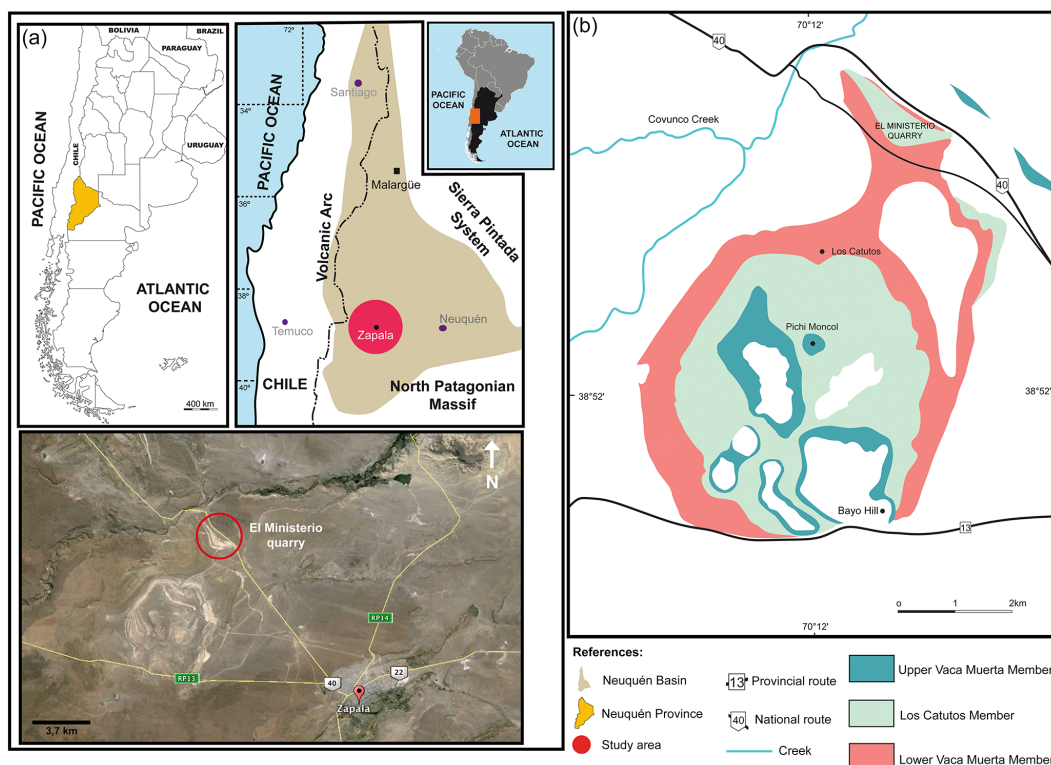 (a)
BOLIVIA
BRAZIL
PARAGUAY
CHILE
URUGUAY
PACIFIC OCEAN
ATLANTIC
OCEAN
400 km
72°
34°
36°
38°
40°
PACIFIC OCEAN
Santiago
Malargüe
Volcanic Arc
Sierra Pintada
System
Temuco
Zapala
Neuquén
CHILE
North Patagonian
Massif
PACIFIC
OCEAN
ATLANTIC
OCEAN
N
El Ministerio
quarry
RP14
RP13
40
22
Zapala
3,7 km
(b)
70°12'
40
Covunco Creek
EL MINISTERIO
QUARRY
40
Los Catutos
Pichi Moncol
38°52'
38°52'
Bayo Hill
13
o 1 2km
70°12'
References:
Neuquén Basin
Neuquén Province
Study area
13 Provincial route
40 National route
Creek
Upper Vaca Muerta Member
Los Catutos Member
Lower Vaca Muerta Member